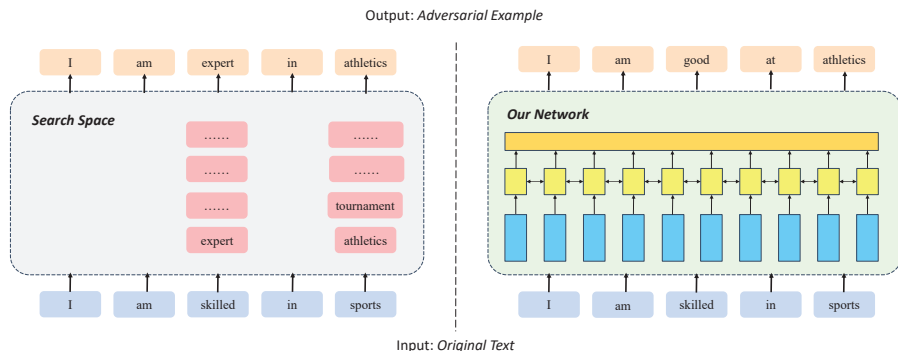 Output: Adversarial Example
I am expert in athletics
I am good at athletics
Search Space
Our Network
…… ……
…… ……
…… tournament
expert athletics
I am skilled in sports
I am skilled in sports
Input: Original Text